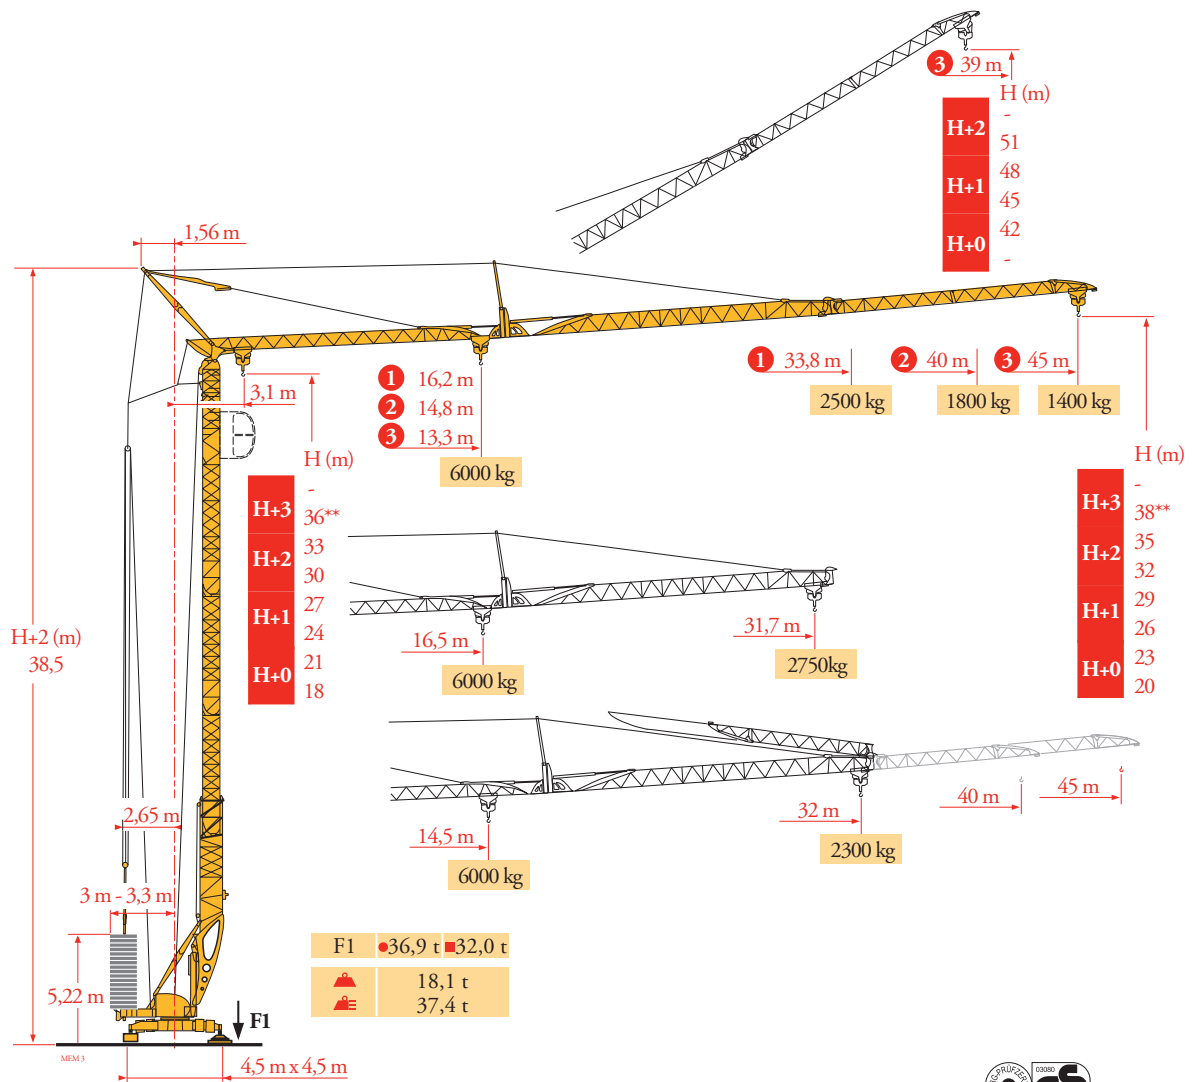 3 39 m
H (m)
H+2
-
51
H+1
48
45
H+0
42
-
1,56 m
3,1 m
1 16,2 m
2 14,8 m
3 13,3 m
6000 kg
1 33,8 m
2 40 m
3 45 m
2500 kg
1800 kg
1400 kg
H (m)
H+3
-
36**
H+2
33
30
H+1
27
24
H+0
21
18
H (m)
H+3
-
38**
H+2
35
32
H+1
29
26
H+0
23
20
16,5 m
6000 kg
31,7 m
2750kg
H+2 (m)
38,5
14,5 m
6000 kg
32 m
2300 kg
40 m
45 m
2,65 m
3 m - 3,3 m
5,22 m
F1 36,9 t 32,0 t
18,1 t
37,4 t
F1
MEM 3
4,5 m x 4,5 m
03080